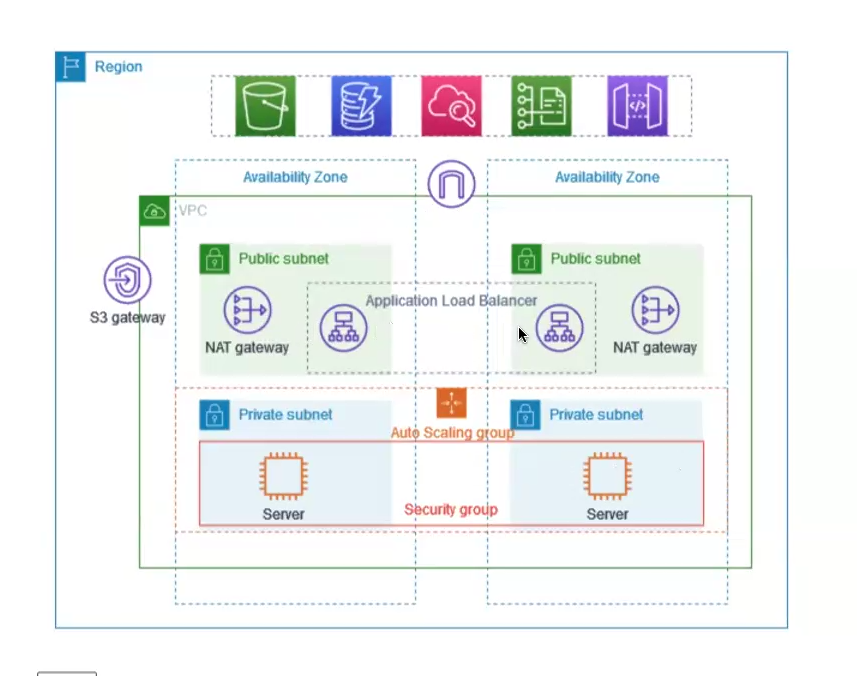 Region
Availability Zone
Availability Zone
VPC
Public subnet
Public subnet
Application Load Balancer
S3 gateway
NAT gateway
NAT gateway
Private subnet
Private subnet
Auto Scaling group
Security group
Server
Server